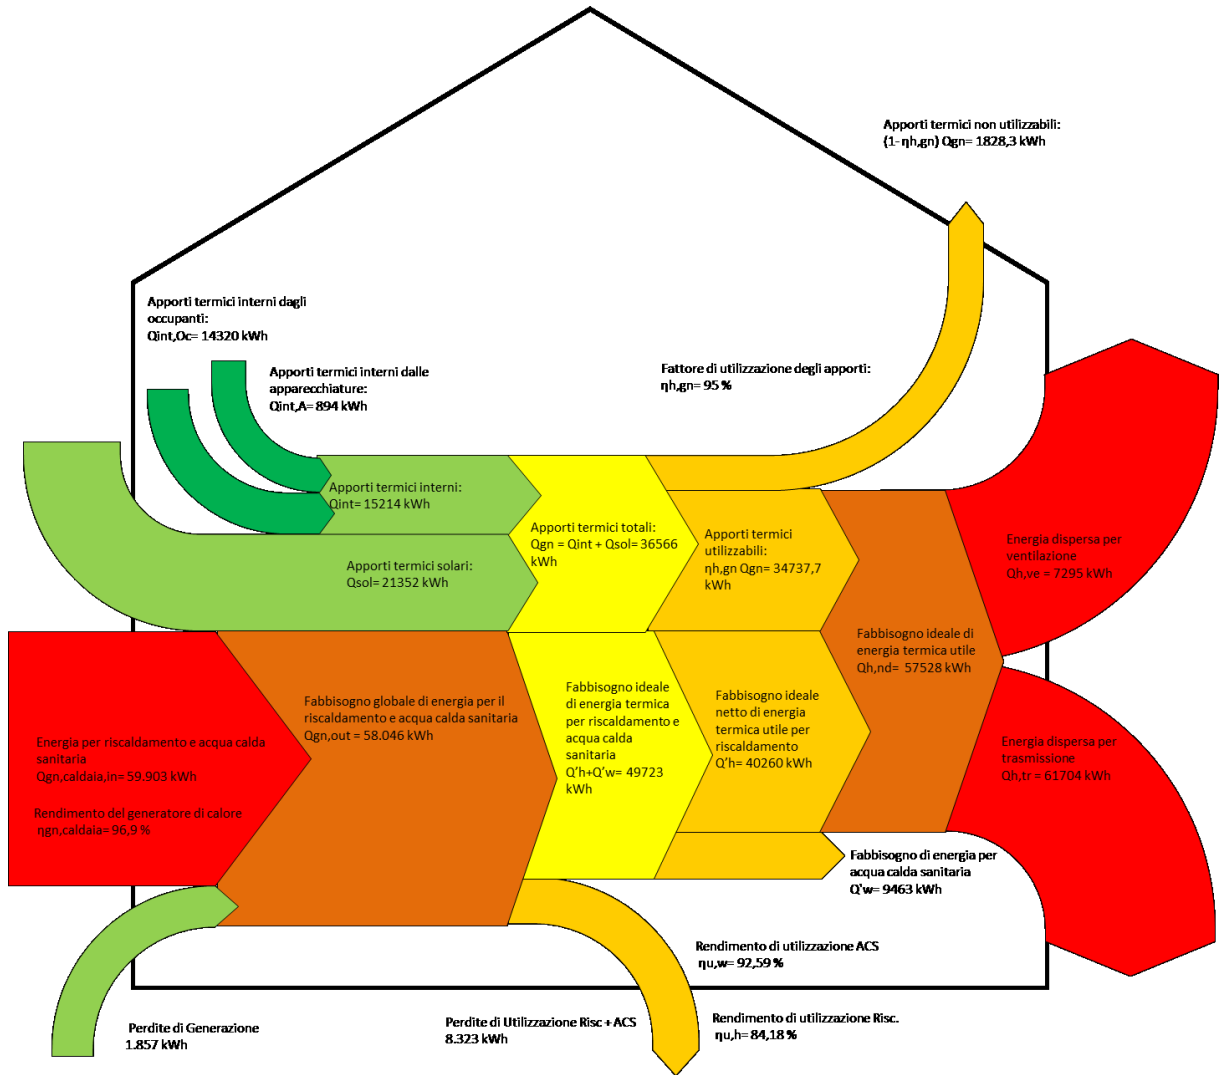 Apporti termici non utilizzabili:
(1- ηh,gn) Qgn= 1828,3 kWh
Apporti termici interni dagli
occupanti:
Qint,Oc= 14320 kWh
Apporti termici interni dalle
apparecchiature:
Qint,A= 894 kWh
Fattore di utilizzazione degli apporti:
ηh,gn= 95 %
Apporti termici interni:
Qint= 15214 kWh
Apporti termici solari:
Qsol= 21352 kWh
Apporti termici totali:
Qgn = Qint + Qsol= 36566
kWh
Apporti termici
utilizzabili:
ηh,gn Qgn= 34737,7
kWh
Energia dispersa per
ventilazione
Qh,ve = 7295 kWh
Fabbisogno ideale di
energia termica utile
Qh,nd=  57528 kWh
Energia per riscaldamento e acqua calda
sanitaria
Qgn,caldaia,in= 59.903 kWh
Rendimento del generatore di calore
ηgn,caldaia= 96,9 %
Fabbisogno globale di energia per il
riscaldamento e acqua calda sanitaria
Qgn,out = 58.046 kWh
Fabbisogno ideale
di energia termica
per riscaldamento e
acqua calda
sanitaria
Q'h+Q'w= 49723
kWh
Fabbisogno ideale
netto di energia
termica utile per
riscaldamento
Q'h= 40260 kWh
Energia dispersa per
trasmissione
Qh,tr = 61704 kWh
Fabbisogno di energia per
acqua calda sanitaria
Q'w= 9463 kWh
Rendimento di utilizzazione ACS
ηu,w= 92,59 %
Perdite di Generazione
1.857 kWh
Perdite di Utilizzazione Risc + ACS
8.323 kWh
Rendimento di utilizzazione Risc.
ηu,h= 84,18 %